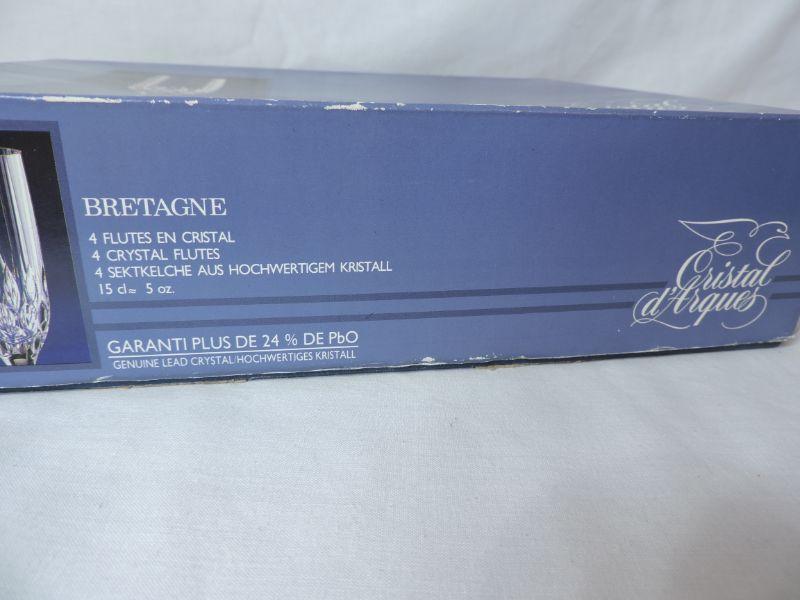 BRETAGNE
4 FLUTES EN CRISTAL
4 CRYSTAL FLUTES
4 SEKTKELCHE AUS HOCHWERTIGEM KRISTALL
15 cl≈ 5 oz.
GARANTI PLUS DE 24 % DE PbO
GENUINE LEAD CRYSTAL/HOCHWERTIGES KRISTALL
Cristal
d'Arques